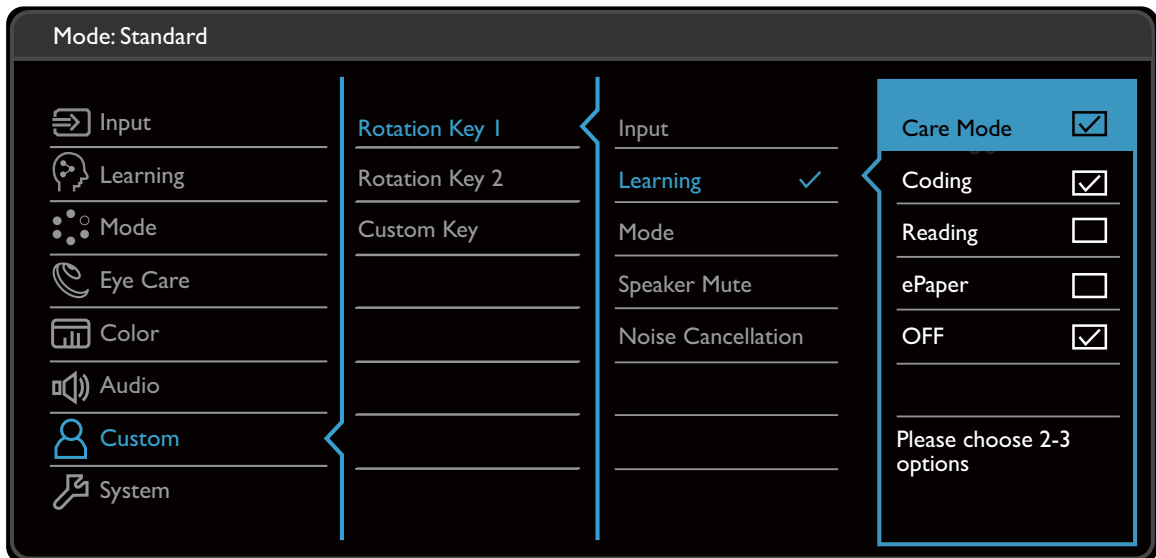 Mode: Standard
Input
Learning
Mode
Eye Care
Color
Audio
Custom
System
Rotation Key 1
Rotation Key 2
Custom Key
Input
Learning
Mode
Speaker Mute
Noise Cancellation
Care Mode
Coding
Reading
ePaper
OFF
Please choose 2-3
options